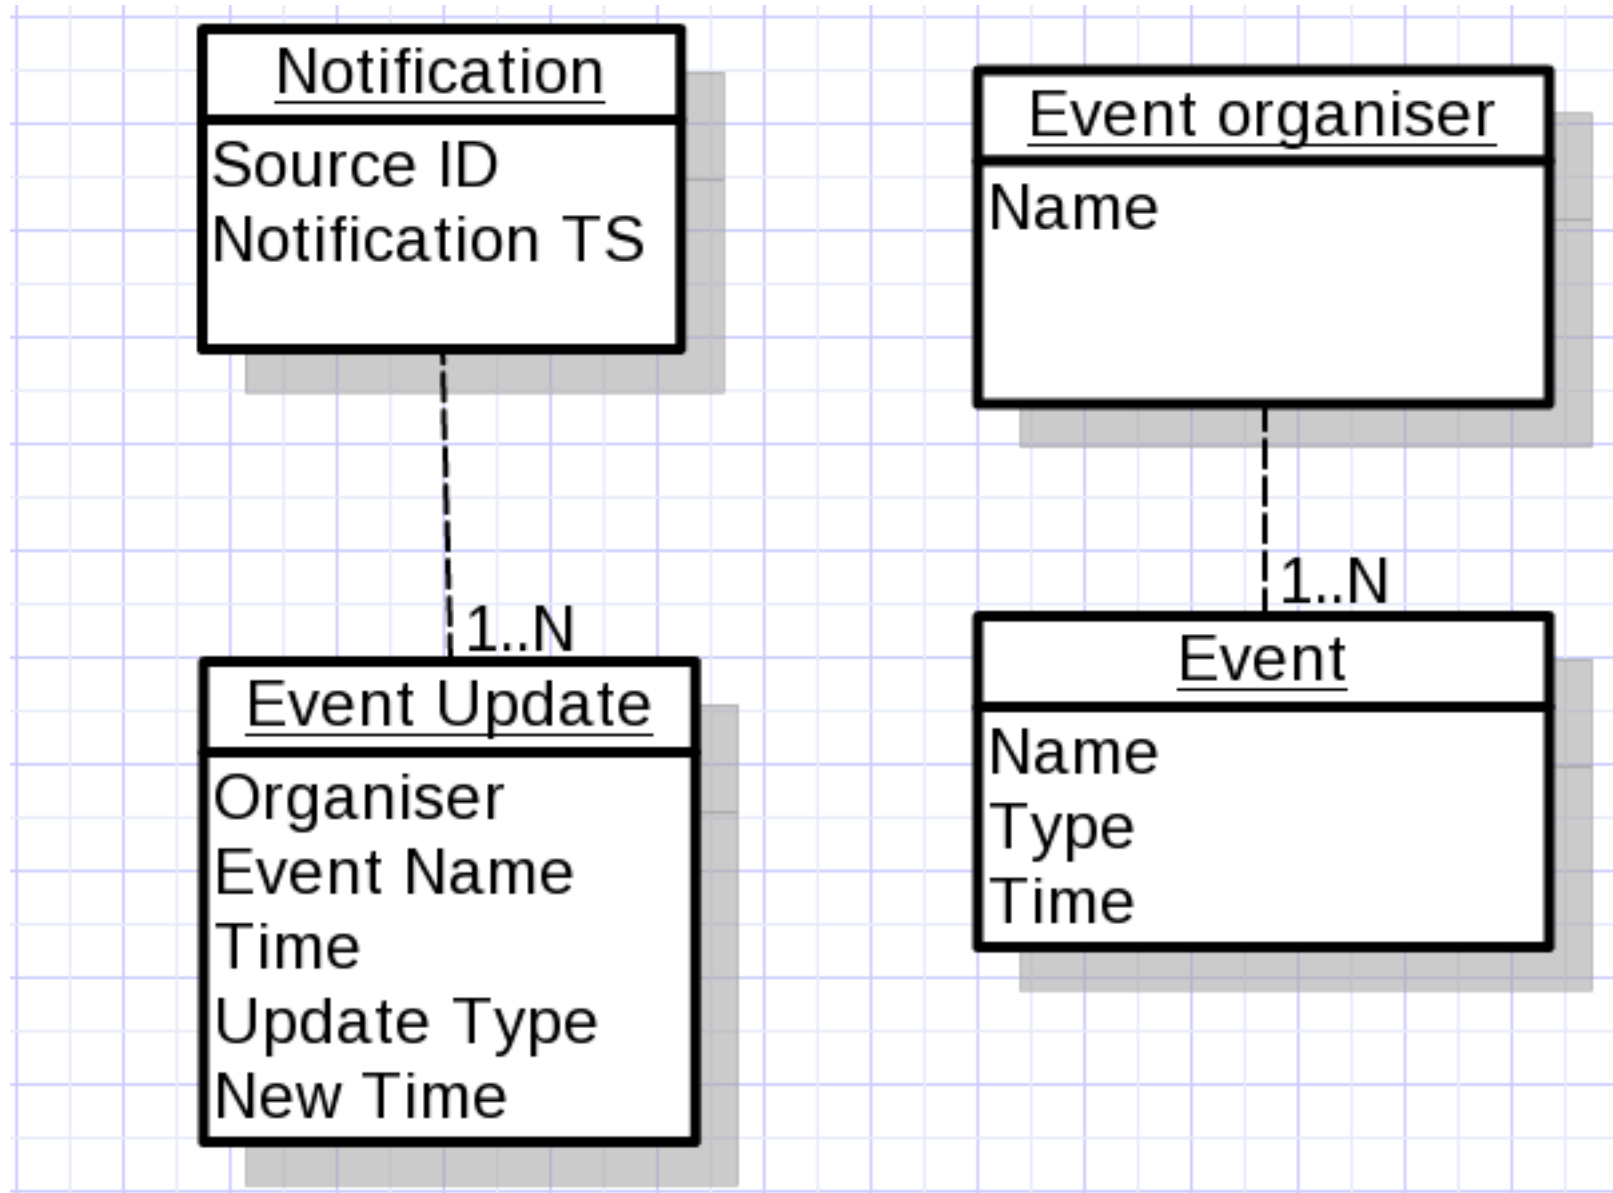 Notification
Source ID
Notification TS
1..N
Event Update
Organiser
Event Name
Time
Update Type
New Time
Event organiser
Name
1..N
Event
Name
Type
Time